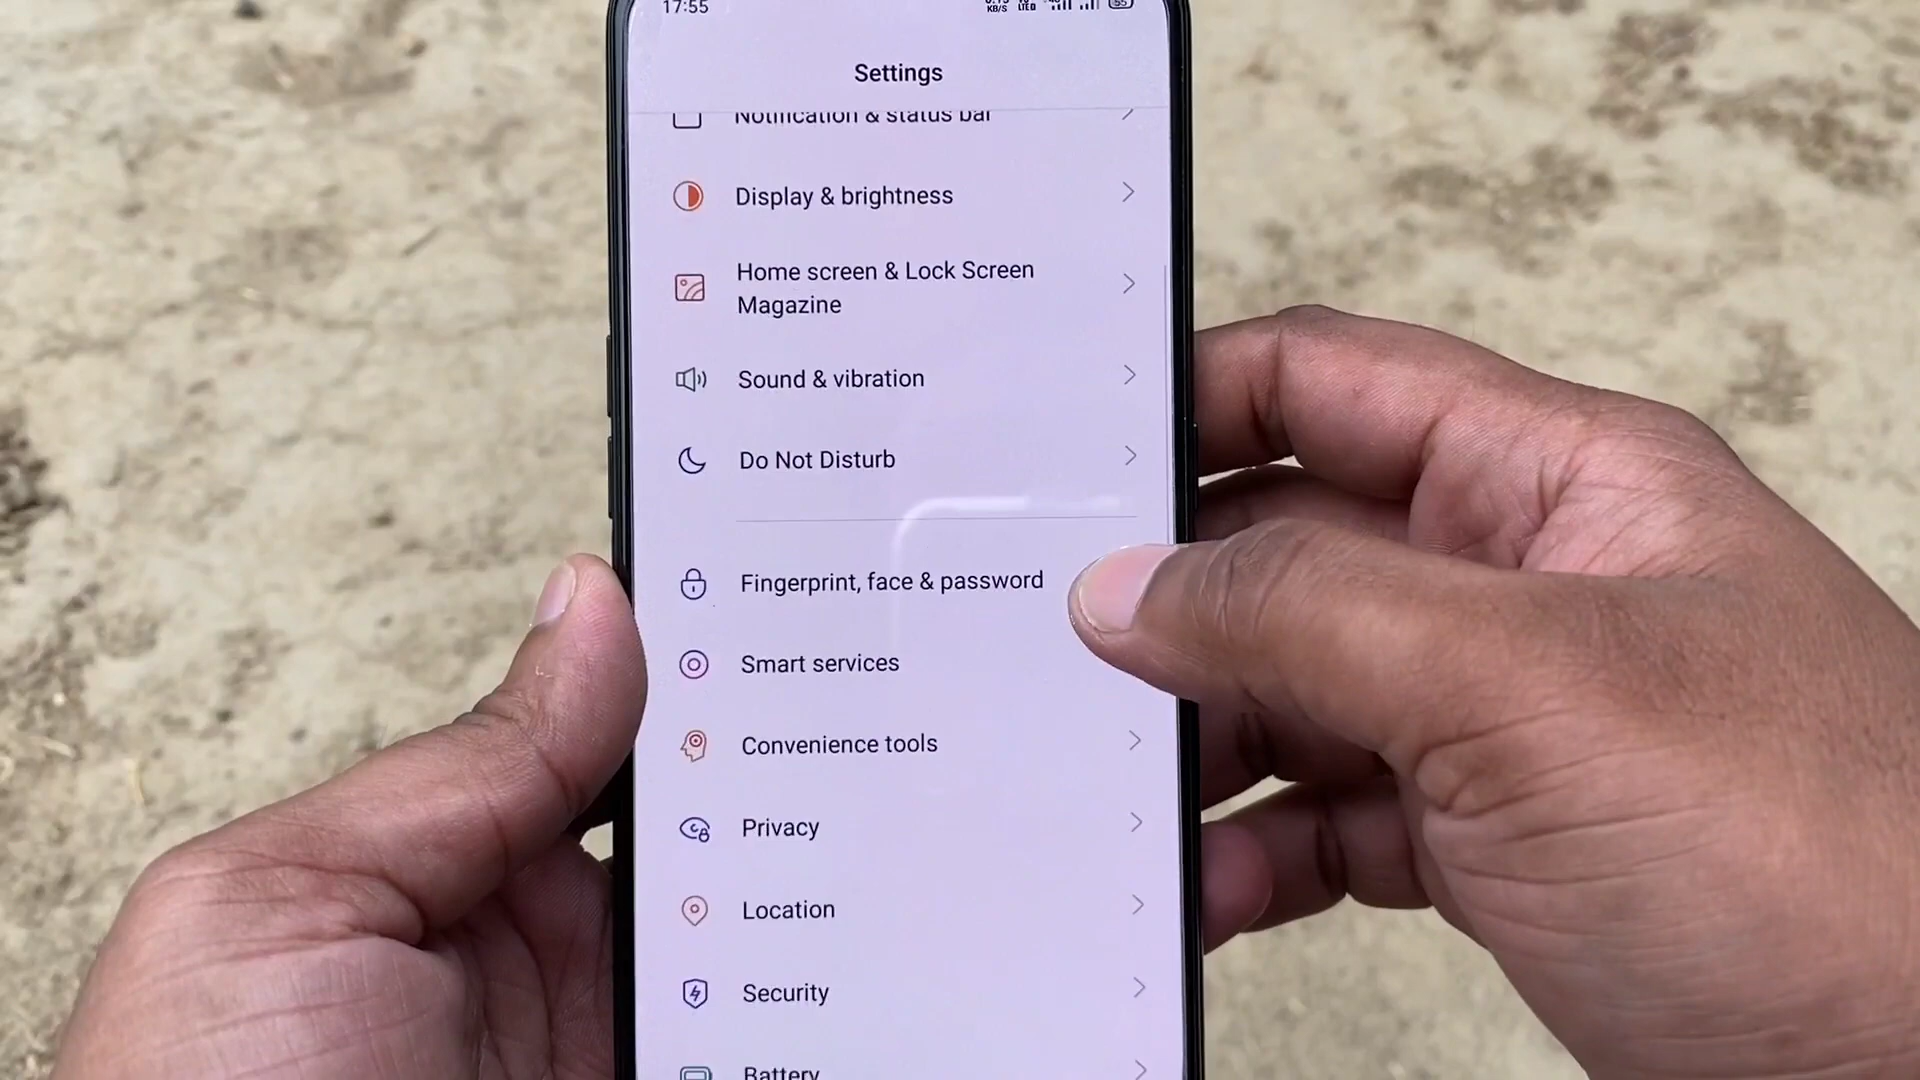 17:55
KB/S
Settings
Notification & status bar
Display & brightness
Home screen & Lock Screen
Magazine
Sound & vibration
Do Not Disturb
Fingerprint, face & password
Smart services
Convenience tools
Privacy
Location
Security
Battery